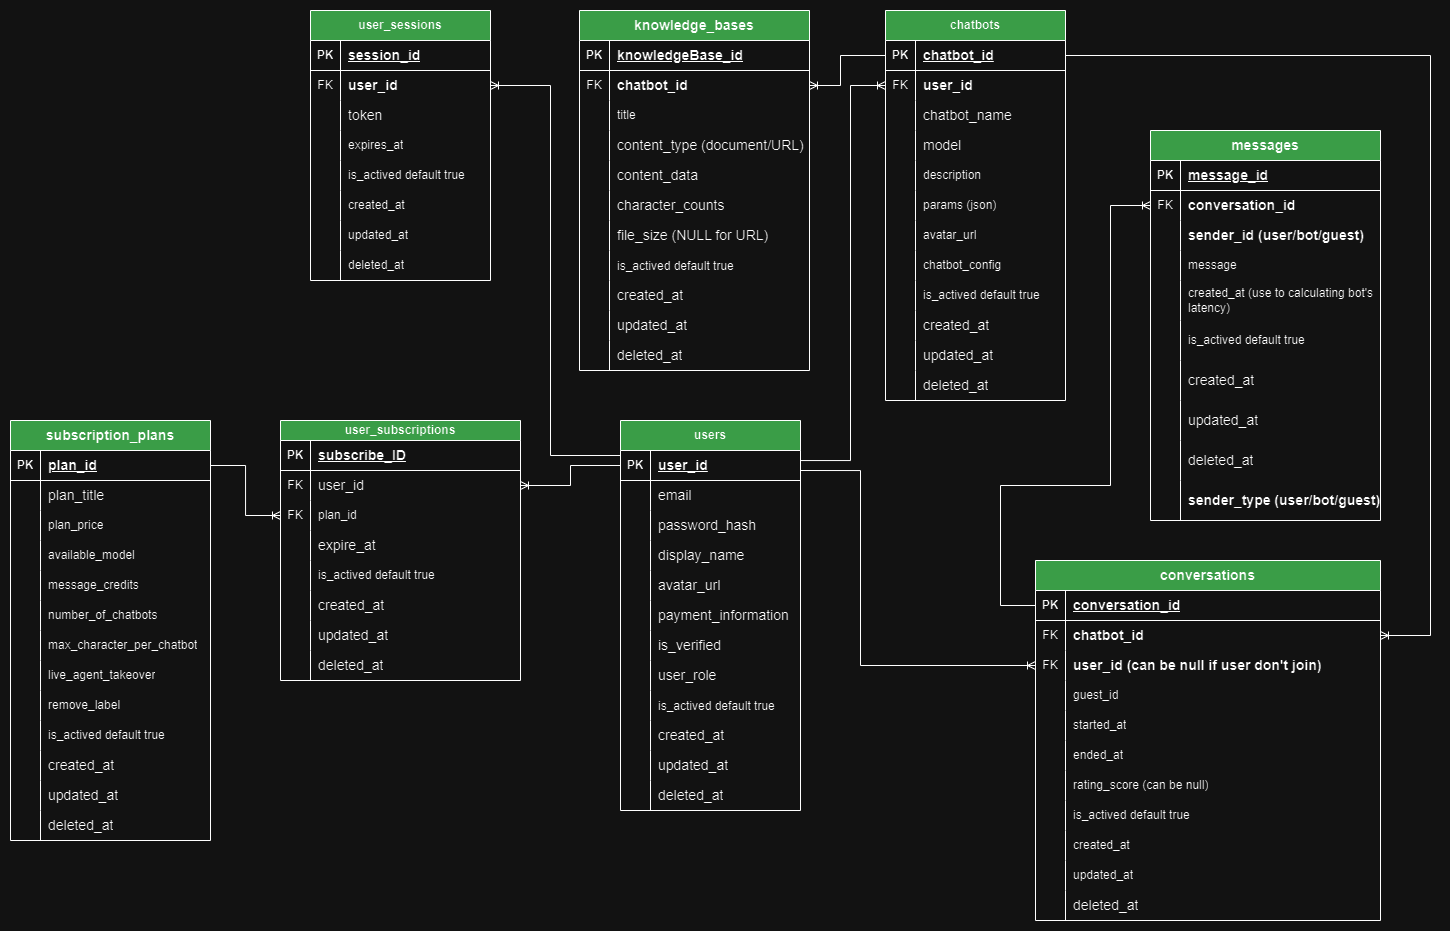 user_sessions
PK session_id
FK user_id
token
expires_at
is_actived default true
created_at
updated_at
deleted_at
knowledge_bases
PK knowledgeBase_id
FK chatbot_id
title
content_type (document/URL)
content_data
character_counts
file_size (NULL for URL)
is_actived default true
created_at
updated_at
deleted_at
chatbots
PK chatbot_id
FK user_id
chatbot_name
model
description
params (json)
avatar_url
chatbot_config
is_actived default true
created_at
updated_at
deleted_at
messages
PK message_id
FK conversation_id
sender_id (user/bot/guest)
message
created_at (use to calculating bot's
latency)
is_actived default true
created_at
updated_at
deleted_at
sender_type (user/bot/guest)
subscription_plans
PK plan_id
plan_title
plan_price
available_model
message_credits
number_of_chatbots
max_character_per_chatbot
live_agent_takeover
remove_label
is_actived default true
created_at
updated_at
deleted_at
user_subscriptions
PK subscribe_ID
FK user_id
FK plan_id
expire_at
is_actived default true
created_at
updated_at
deleted_at
users
PK user_id
email
password_hash
display_name
avatar_url
payment_information
is_verified
user_role
is_actived default true
created_at
updated_at
deleted_at
conversations
PK conversation_id
FK chatbot_id
FK user_id (can be null if user don't join)
guest_id
started_at
ended_at
rating_score (can be null)
is_actived default true
created_at
updated_at
deleted_at